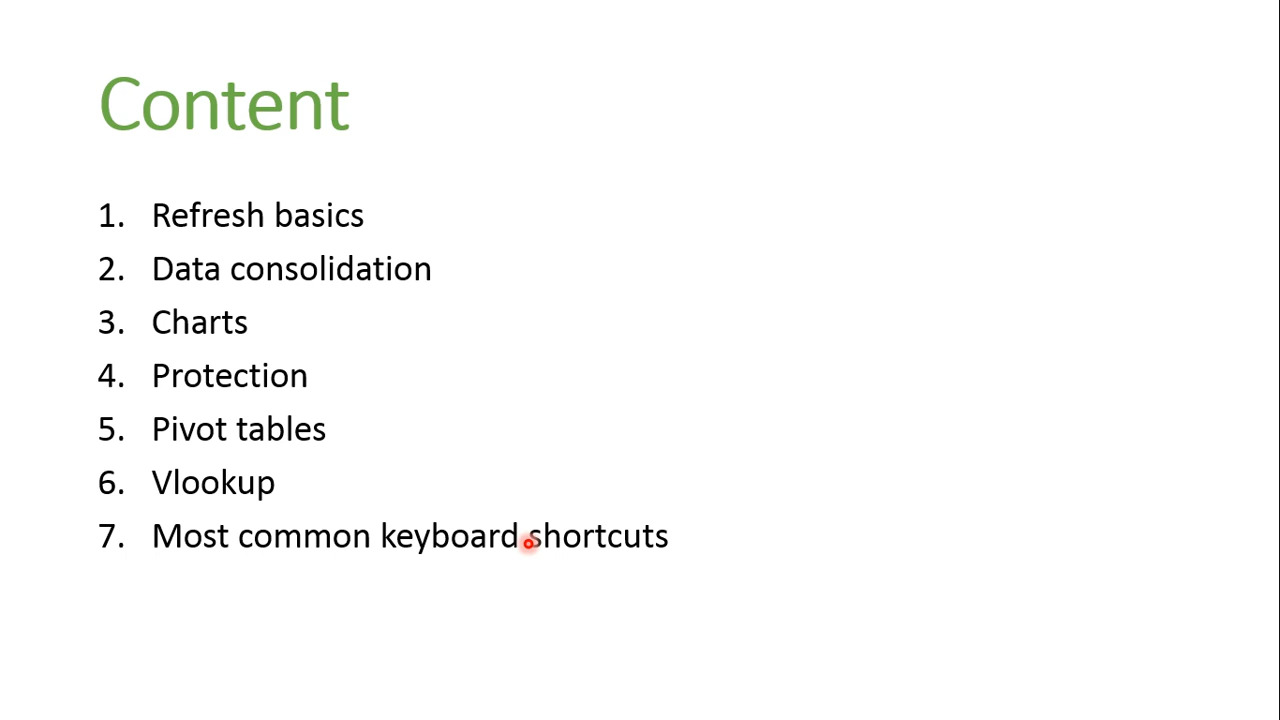 Content
1. Refresh basics
2. Data consolidation
3. Charts
4. Protection
5. Pivot tables
6. Vlookup
7. Most common keyboard shortcuts